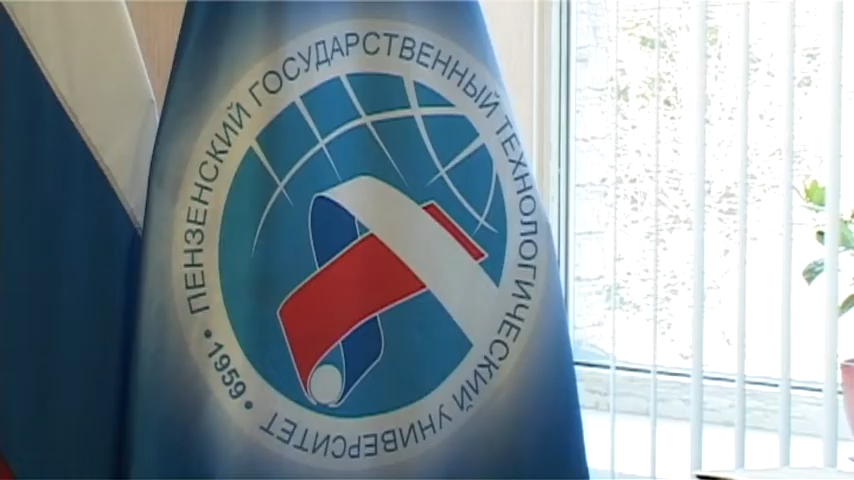 ПЕНЗЕНСКИЙ ГОСУДАРСТВЕННЫЙ ТЕХНОЛОГИЧЕСКИЙ УНИВЕРСИТЕТ
• 1959 •